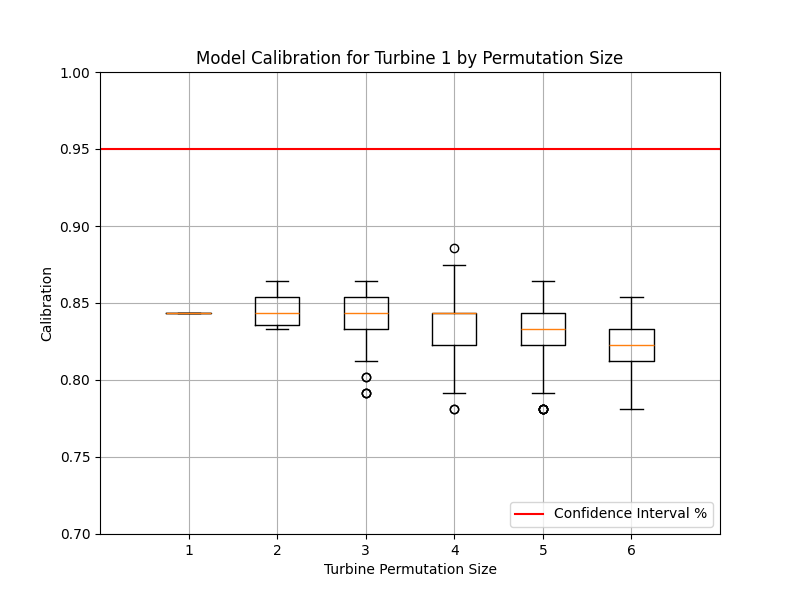 Model Calibration for Turbine 1 by Permutation Size
1.00
0.95
0.90
0.85
0.80
0.75
0.70
Calibration
Confidence Interval %
1 2 3 4 5 6
Turbine Permutation Size